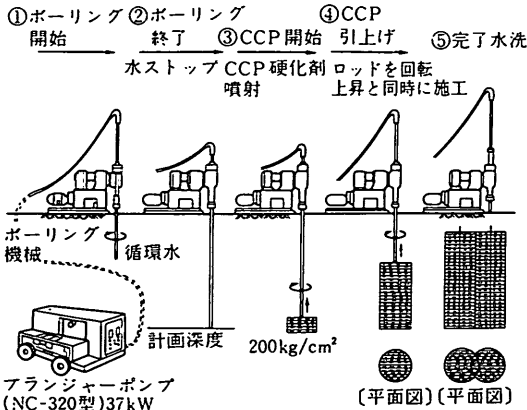 ①ボーリング
開始
②ボーリング
終了
水ストップ
③CCP開始
CCP硬化剤
噴射
④CCP
引上げ
ロッドを回転
上昇と同時に施工
⑤完了水洗
ボーリング
機械
循環水
計画深度
200kg/cm²
プランジャーポンプ
(NC-320型)37kW
〔平面図〕
〔平面図〕